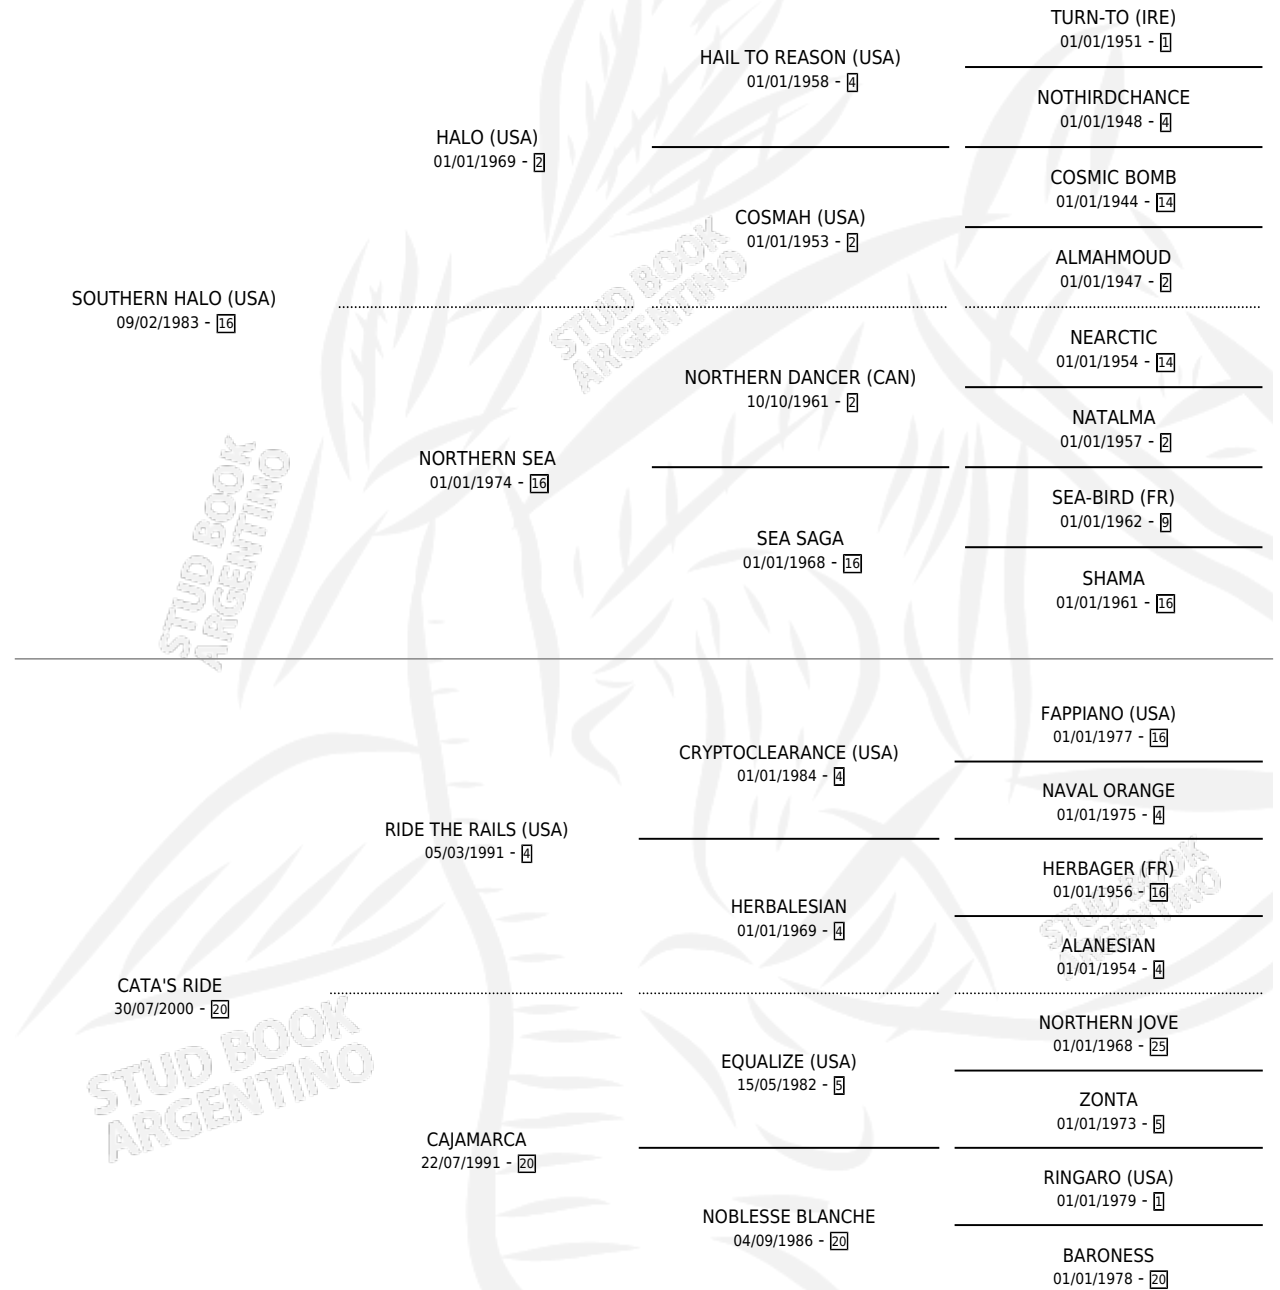 TURN-TO (IRE)
01/01/1951 - 1
HAIL TO REASON (USA)
01/01/1958 - 4
NOTHIRDCHANCE
01/01/1948 - 4
HALO (USA)
01/01/1969 - 2
COSMIC BOMB
01/01/1944 - 14
COSMAH (USA)
01/01/1953 - 2
ALMAHMOUD
01/01/1947 - 2
SOUTHERN HALO (USA)
09/02/1983 - 16
STUD BOOK
ARGENTINO
NEARCTIC
01/01/1954 - 14
NORTHERN DANCER (CAN)
10/10/1961 - 2
NATALMA
01/01/1957 - 2
NORTHERN SEA
01/01/1974 - 16
SEA-BIRD (FR)
01/01/1962 - 9
SEA SAGA
01/01/1968 - 16
SHAMA
01/01/1961 - 16
STUD BOOK
ARGENTINO
FAPPIANO (USA)
01/01/1977 - 16
CRYPTOCLEARANCE (USA)
01/01/1984 - 4
NAVAL ORANGE
01/01/1975 - 4
RIDE THE RAILS (USA)
05/03/1991 - 4
HERBAGER (FR)
01/01/1956 - 16
STUD BOOK
ARGENTINO
HERBALESIAN
01/01/1969 - 4
ALANESIAN
01/01/1954 - 4
CATA'S RIDE
30/07/2000 - 20
STUD BOOK
ARGENTINO
NORTHERN JOVE
01/01/1968 - 25
EQUALIZE (USA)
15/05/1982 - 5
ZONTA
01/01/1973 - 5
CAJAMARCA
22/07/1991 - 20
RINGARO (USA)
01/01/1979 - 1
NOBLESSE BLANCHE
04/09/1986 - 20
BARONESS
01/01/1978 - 20